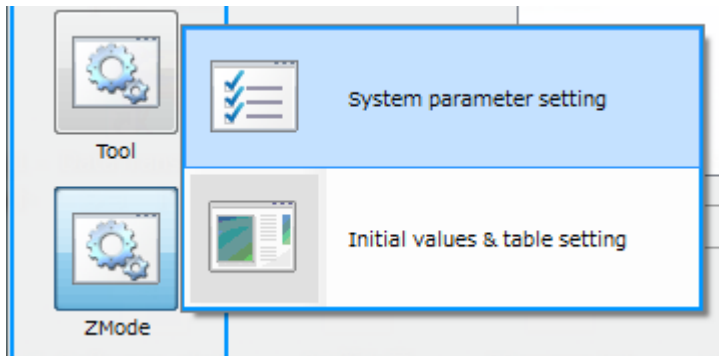 System parameter setting
Tool
Initial values & table setting
ZMode